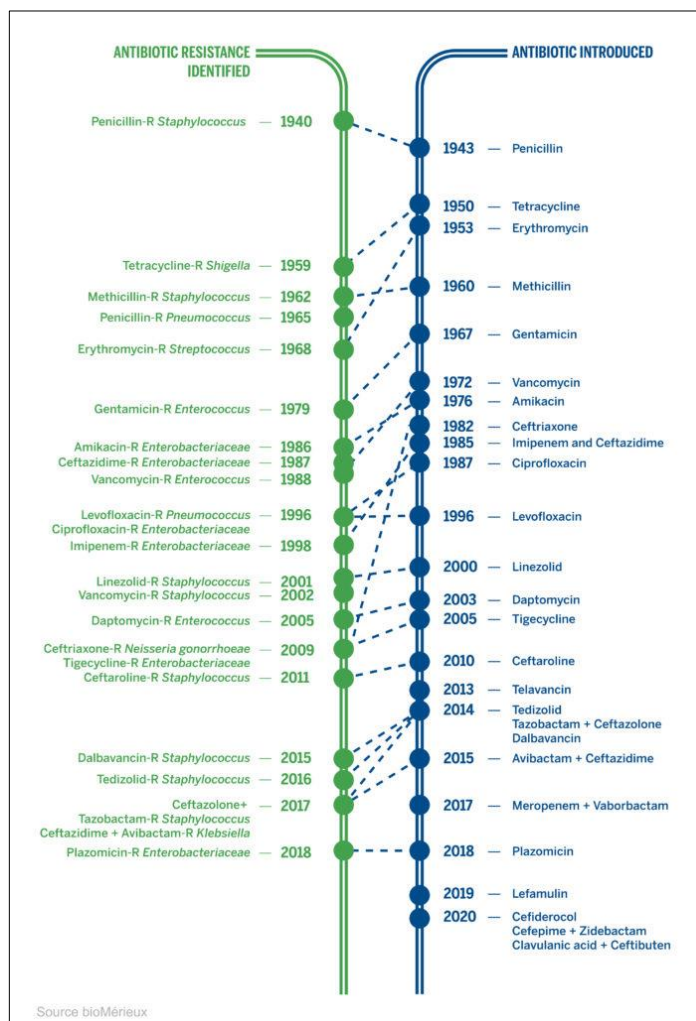 ANTIBIOTIC RESISTANCE
IDENTIFIED
Penicillin-R Staphylococcus — 1940
Tetracycline-R Shigella — 1959
Methicillin-R Staphylococcus — 1962
Penicillin-R Pneumococcus — 1965
Erythromycin-R Streptococcus — 1968
Gentamicin-R Enterococcus — 1979
Amikacin-R Enterobacteriaceae — 1986
Ceftazidime-R Enterobacteriaceae — 1987
Vancomycin-R Enterococcus — 1988
Levofloxacin-R Pneumococcus — 1996
Ciprofloxacin-R Enterobacteriaceae
Imipenem-R Enterobacteriaceae — 1998
Linezolid-R Staphylococcus — 2001
Vancomycin-R Staphylococcus — 2002
Daptomycin-R Enterococcus — 2005
Ceftriaxone-R Neisseria gonorrhoeae — 2009
Tigecycline-R Enterobacteriaceae
Ceftaroline-R Staphylococcus — 2011
Dalbavancin-R Staphylococcus — 2015
Tedizolid-R Staphylococcus — 2016
Ceftazolone+ — 2017
Tazobactam-R Staphylococcus
Ceftazidime + Avibactam-R Klebsiella
Plazomicin-R Enterobacteriaceae — 2018
ANTIBIOTIC INTRODUCED
1943 — Penicillin
1950 — Tetracycline
1953 — Erythromycin
1960 — Methicillin
1967 — Gentamicin
1972 — Vancomycin
1976 — Amikacin
1982 — Ceftriaxone
1985 — Imipenem and Ceftazidime
1987 — Ciprofloxacin
1996 — Levofloxacin
2000 — Linezolid
2003 — Daptomycin
2005 — Tigecycline
2010 — Ceftaroline
2013 — Telavancin
2014 — Tedizolid
Tazobactam + Ceftazolone
Dalbavancin
2015 — Avibactam + Ceftazidime
2017 — Meropenem + Vaborbactam
2018 — Plazomicin
2019 — Lefamulin
2020 — Cefiderocol
Cefepime + Zidebactam
Clavulanic acid + Ceftibuten
Source bioMérieux